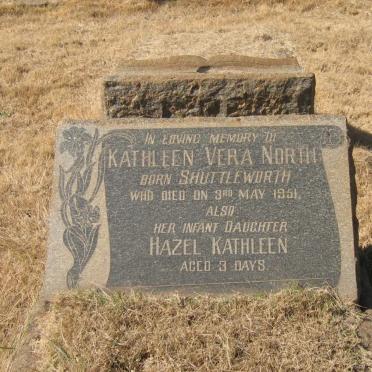 IN LOVING MEMORY OF
KATHLEEN VERA NORTH
BORN SHUTTLEWORTH
WHO DIED ON 3RD MAY 1951,
ALSO
HER INFANT DAUGHTER
HAZEL KATHLEEN
AGED 3 DAYS.